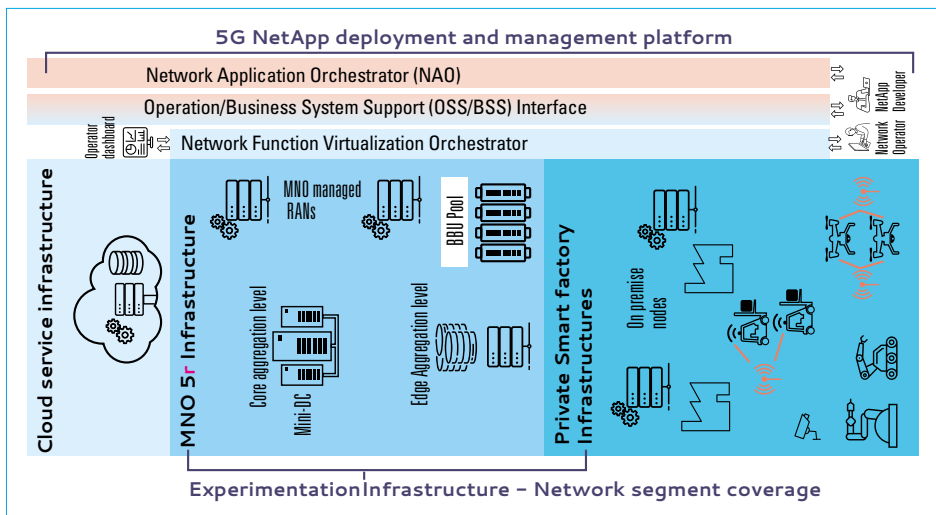 5G NetApp deployment and management platform
Network Application Orchestrator (NAO)
Operation/Business System Support (OSS/BSS) Interface
NetApp
Developer
Operator
dashboard
Network Function Virtualization Orchestrator
Network
Operator
Cloud service infrastructure
MNO 5r Infrastructure
MNO managed
RANs
BBU Pool
Core aggregation level
Mini-DC
Edge Aggregation level
Private Smart factory
Infrastructures
On premise
nodes
ExperimentationInfrastructure – Network segment coverage